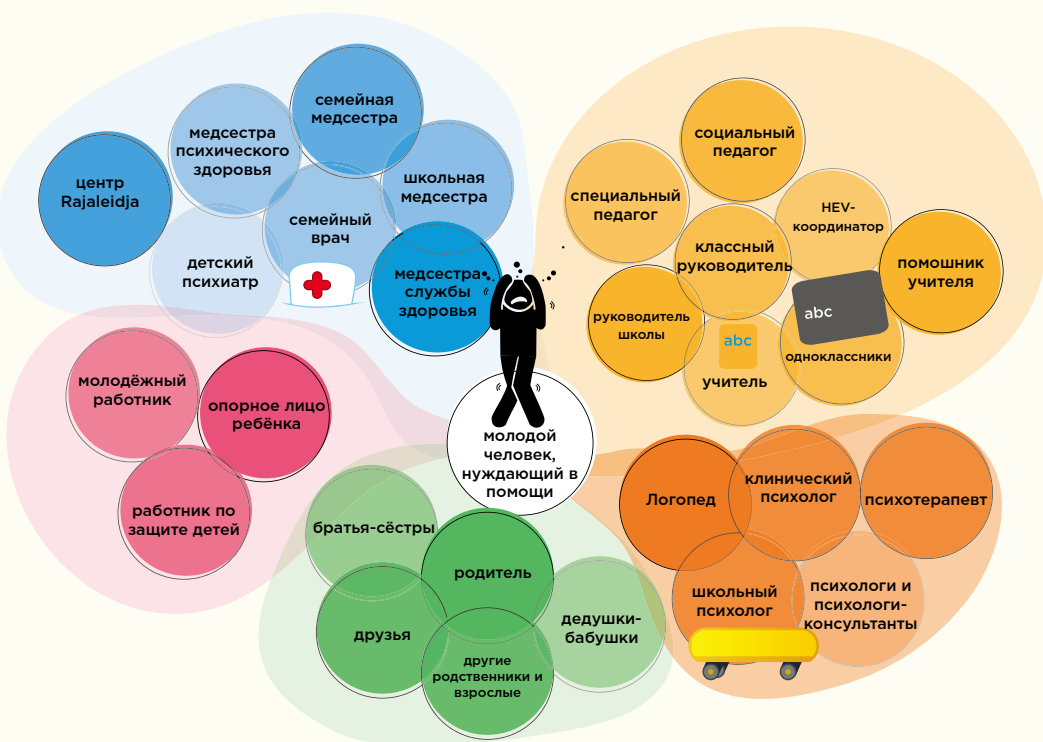 центр
Rajaleidja
медсестра
психического
здоровья
семейная
медсестра
школьная
медсестра
семейный
врач
детский
психиатр
медсестра
службы
здоровья
социальный
педагог
специальный
педагог
HEV-
координатор
классный
руководитель
помошник
учителя
руководитель
школы
abc
abc
учитель
одноклассники
молодёжный
работник
опорное лицо
ребёнка
работник по
защите детей
молодой
человек,
нуждающий в
помощи
братья-сёстры
родитель
друзья
дедушки-
бабушки
другие
родственники и
взрослые
Логопед
клинический
психолог
психотерапевт
школьный
психолог
психологи и
психологи-
консультанты